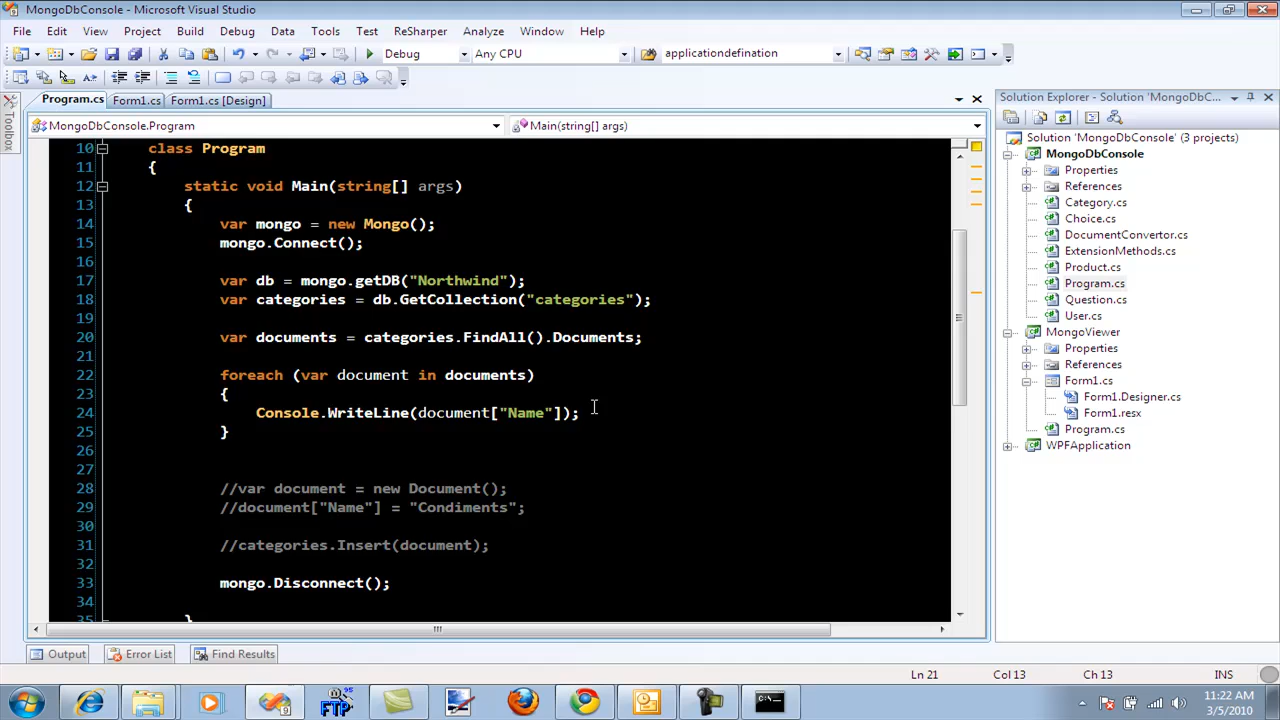 MongoDbConsole - Microsoft Visual Studio
File Edit View Project Build Debug Data Tools Test ReSharper Analyze Window Help
Debug Any CPU applicationdefination
Program.cs Form1.cs Form1.cs [Design]
Toolbox
MongoDbConsole.Program Main(string[] args)
10 class Program
11 {
12 static void Main(string[] args)
13 {
14 var mongo = new Mongo();
15 mongo.Connect();
16
17 var db = mongo.getDB("Northwind");
18 var categories = db.GetCollection("categories");
19
20 var documents = categories.FindAll().Documents;
21
22 foreach (var document in documents)
23 {
24 Console.WriteLine(document["Name"]);
25 }
26
27
28 //var document = new Document();
29 //document["Name"] = "Condiments";
30
31 //categories.Insert(document);
32
33 mongo.Disconnect();
34
35 }
Solution Explorer - Solution 'MongoDbC...
Solution 'MongoDbConsole' (3 projects)
MongoDbConsole
Properties
References
Category.cs
Choice.cs
DocumentConvertor.cs
ExtensionMethods.cs
Product.cs
Program.cs
Question.cs
User.cs
MongoViewer
Properties
References
Form1.cs
Form1.Designer.cs
Form1.resx
Program.cs
WPFApplication
Output Error List Find Results
Ln 21 Col 13 Ch 13 INS
FTP
11:22 AM
3/5/2010